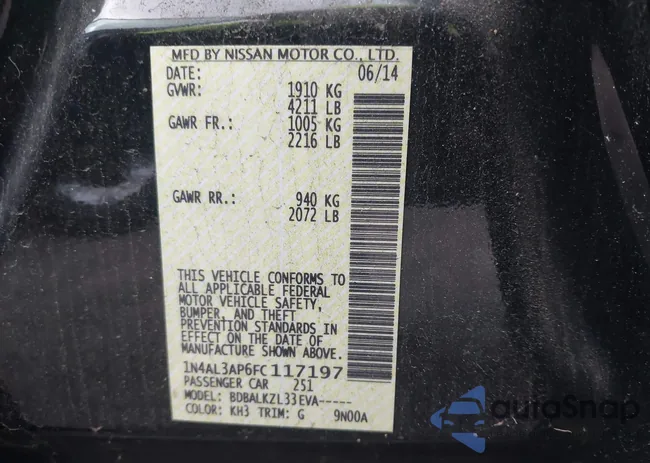 MFD BY NISSAN MOTOR CO., LTD.
DATE: 06/14
GVWR: 1910 KG
4211 LB
GAWR FR.: 1005 KG
2216 LB
GAWR RR.: 940 KG
2072 LB
THIS VEHICLE CONFORMS TO
ALL APPLICABLE FEDERAL
MOTOR VEHICLE SAFETY,
BUMPER, AND THEFT
PREVENTION STANDARDS IN
EFFECT ON THE DATE OF
MANUFACTURE SHOWN ABOVE.
1N4AL3AP6FC117197
PASSENGER CAR 251
MODEL: BDBALKZL33EVA-----
COLOR: KH3 TRIM: G 9N00A
autoSnap